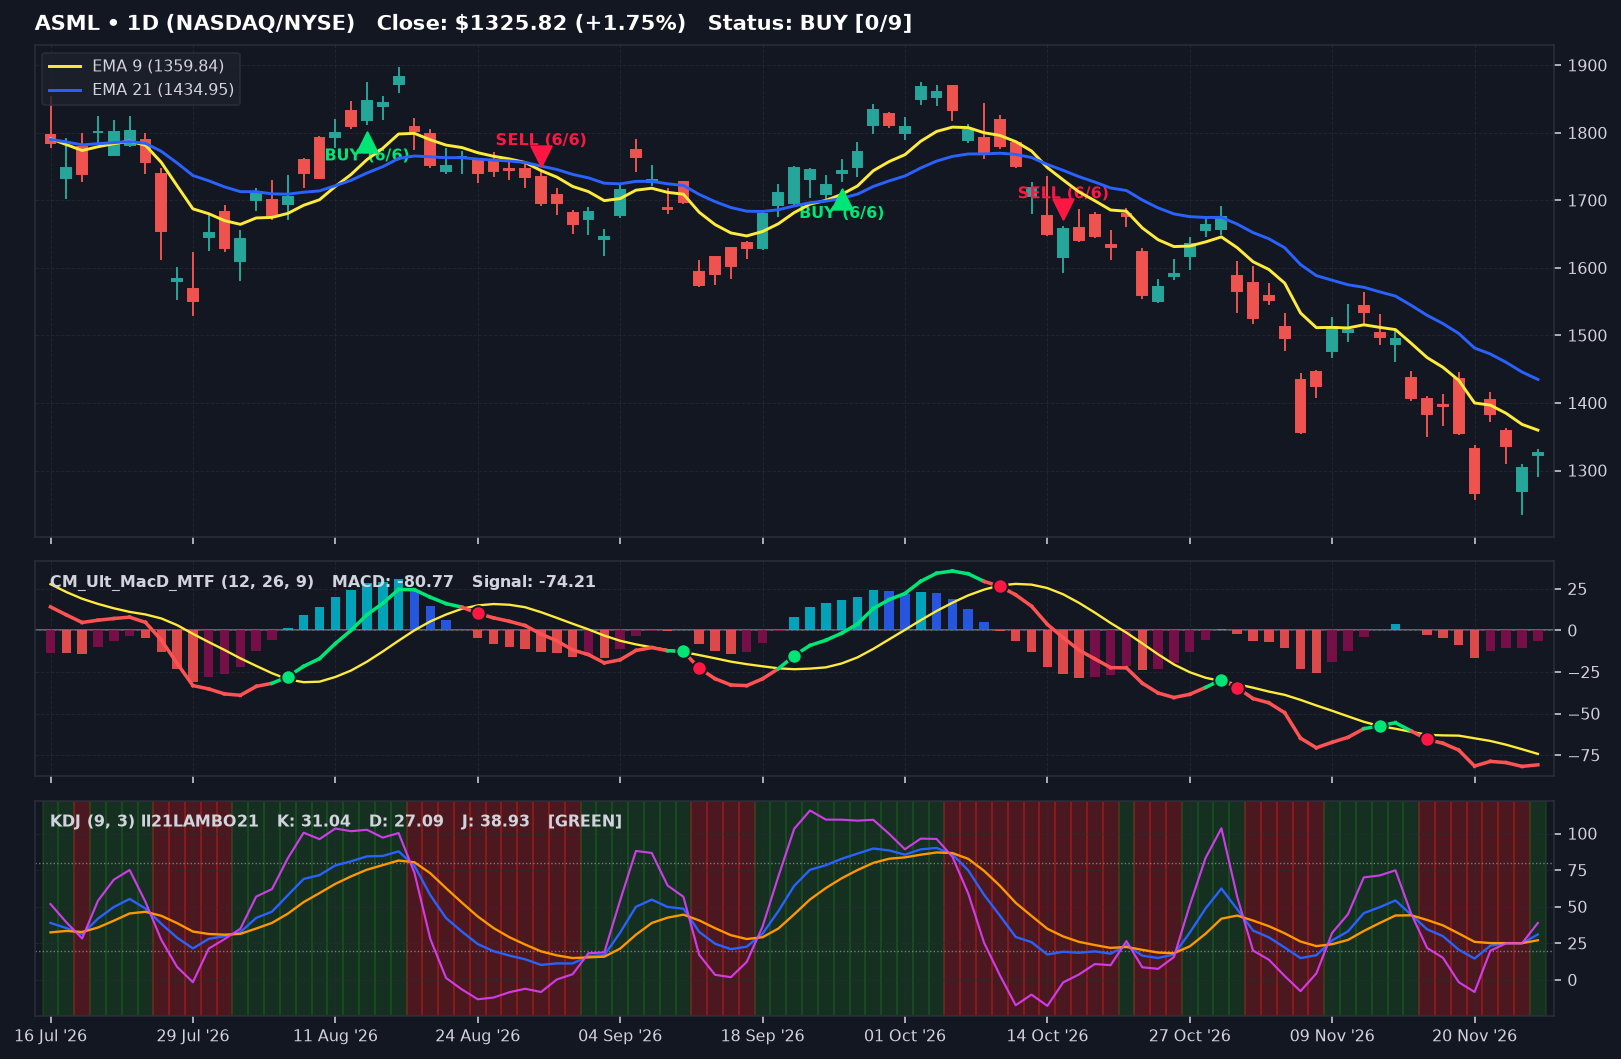 ASML • 1D (NASDAQ/NYSE)   Close: $1325.82 (+1.75%)   Status: BUY [0/9]
EMA 9 (1359.84)
EMA 21 (1434.95)
1900
1800
1700
1600
1500
1400
1300
BUY (6/6)
SELL (6/6)
BUY (6/6)
SELL (6/6)
CM_Ult_MacD_MTF (12, 26, 9)   MACD: -80.77   Signal: -74.21
25
0
−25
−50
−75
KDJ (9, 3) II21LAMBO21   K: 31.04   D: 27.09   J: 38.93   [GREEN]
100
75
50
25
0
16 Jul '26
29 Jul '26
11 Aug '26
24 Aug '26
04 Sep '26
18 Sep '26
01 Oct '26
14 Oct '26
27 Oct '26
09 Nov '26
20 Nov '26